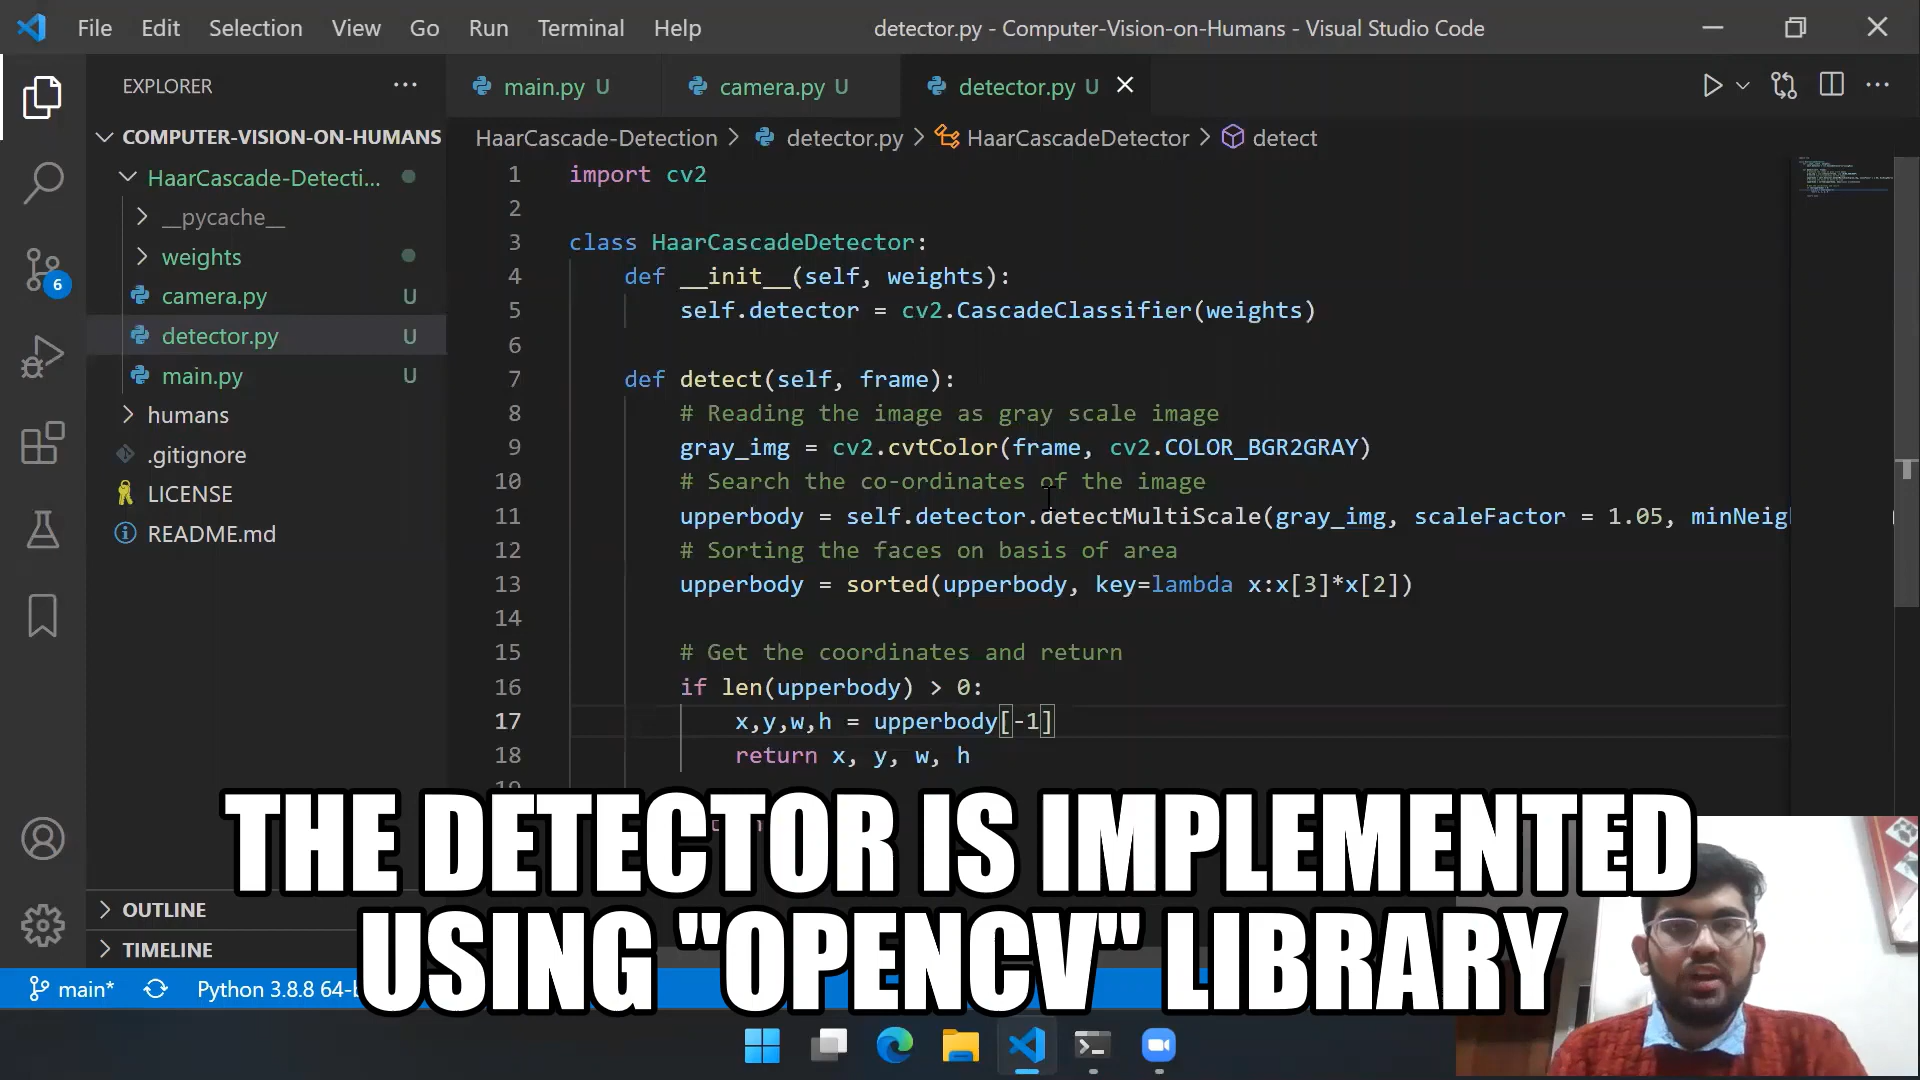 File Edit Selection View Go Run Terminal Help
detector.py - Computer-Vision-on-Humans - Visual Studio Code
EXPLORER
COMPUTER-VISION-ON-HUMANS
HaarCascade-Detecti...
__pycache__
weights
camera.py U
detector.py U
main.py U
humans
.gitignore
LICENSE
README.md
OUTLINE
TIMELINE
6
main.py U camera.py U detector.py U
HaarCascade-Detection > detector.py > HaarCascadeDetector > detect
1 import cv2
2
3 class HaarCascadeDetector:
4 def __init__(self, weights):
5 self.detector = cv2.CascadeClassifier(weights)
6
7 def detect(self, frame):
8 # Reading the image as gray scale image
9 gray_img = cv2.cvtColor(frame, cv2.COLOR_BGR2GRAY)
10 # Search the co-ordinates of the image
11 upperbody = self.detector.detectMultiScale(gray_img, scaleFactor = 1.05, minNeig
12 # Sorting the faces on basis of area
13 upperbody = sorted(upperbody, key=lambda x:x[3]*x[2])
14
15 # Get the coordinates and return
16 if len(upperbody) > 0:
17 x,y,w,h = upperbody[-1]
18 return x, y, w, h
THE DETECTOR IS IMPLEMENTED
USING "OPENCV" LIBRARY
main* Python 3.8.8 64-b